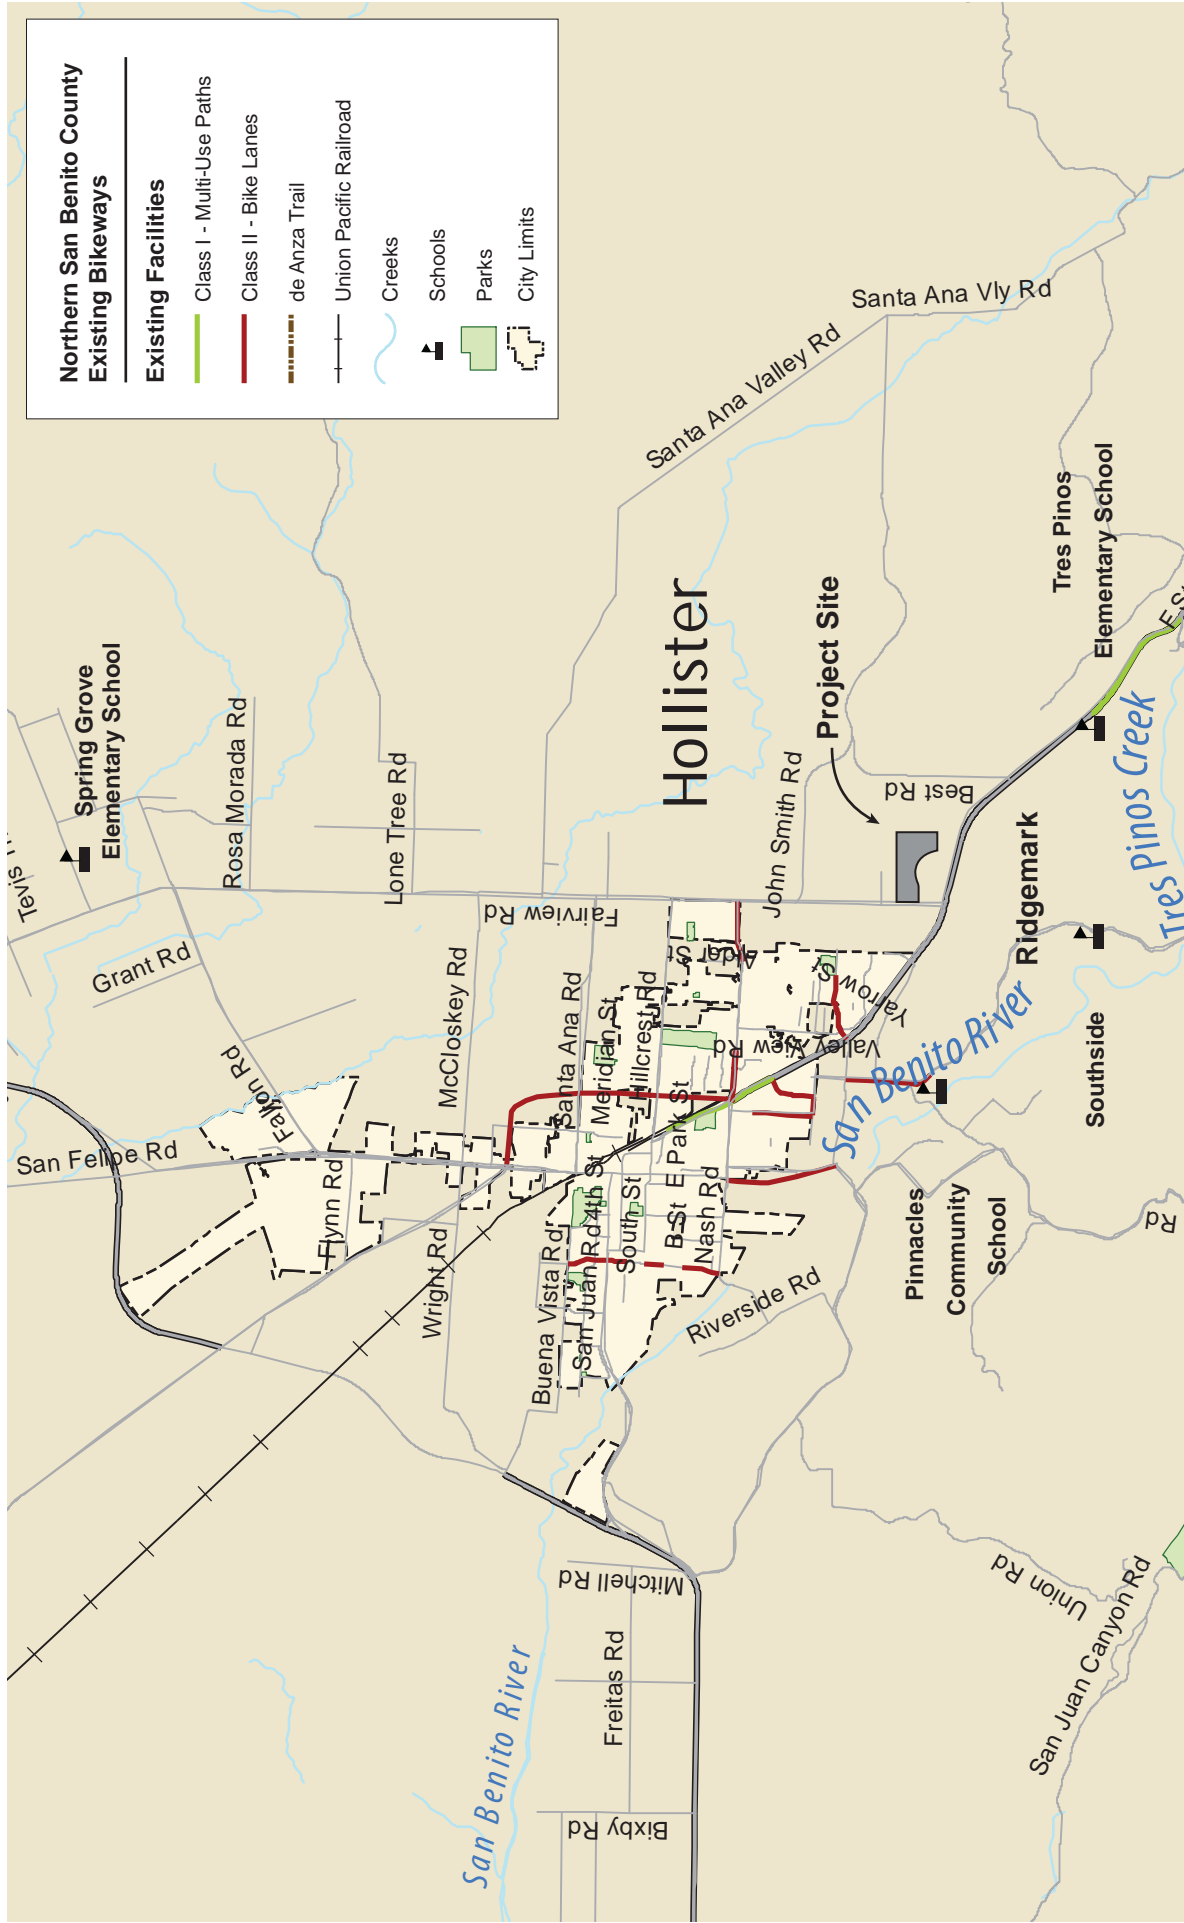 Northern San Benito County
Existing Bikeways
Existing Facilities
Class I - Multi-Use Paths
Class II - Bike Lanes
de Anza Trail
Union Pacific Railroad
Creeks
Schools
Parks
City Limits
Spring Grove
Elementary School
Rosa Morada Rd
Lone Tree Rd
Grant Rd
Fallon Rd
San Felipe Rd
Flynn Rd
McCloskey Rd
Wright Rd
Fairview Rd
Santa Ana Rd
Meridian St
Hillcrest Rd
Buena Vista Rd
San Juan Rd
4th St
South St
B St
E Park St
Nash Rd
Riverside Rd
Valley View Rd
Yarrow St
John Smith Rd
Best Rd
Santa Ana Valley Rd
Santa Ana Vly Rd
Hollister
Project Site
Ridgemark
Tres Pinos
Elementary School
E St
Tres Pinos Creek
San Benito River
Southside
Pinnacles
Community
School
Rd
Union Rd
San Juan Canyon Rd
Mitchell Rd
Freitas Rd
Bixby Rd
San Benito River